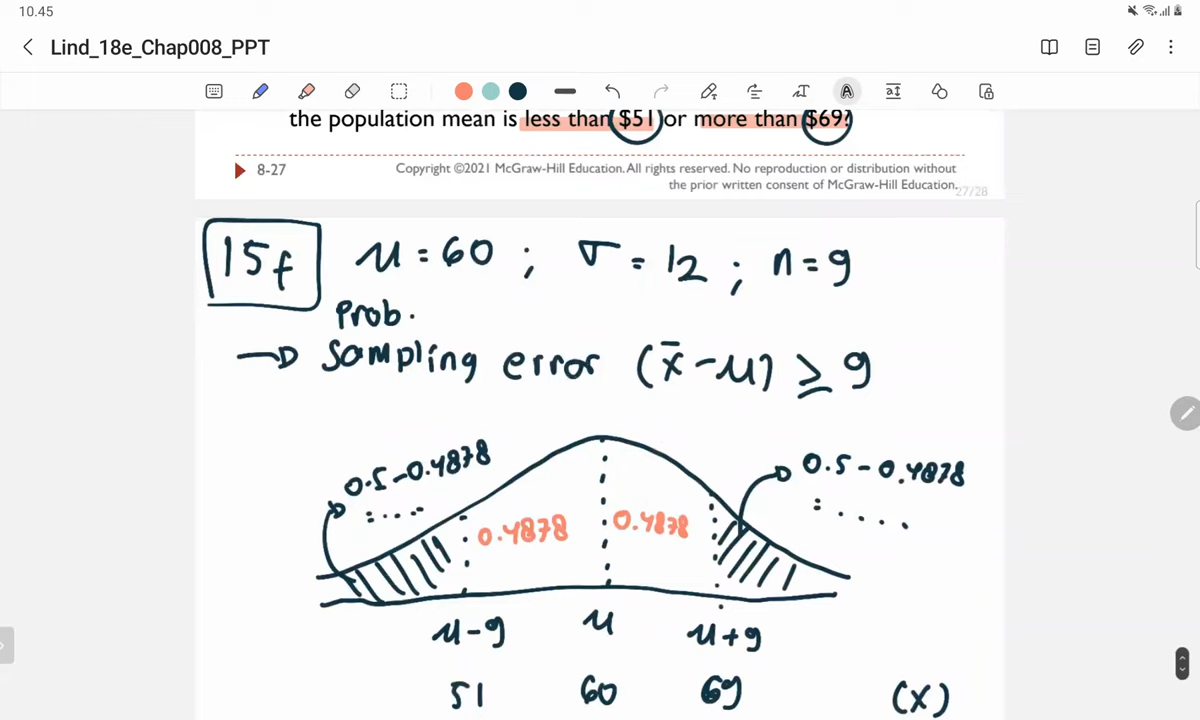 10.45
Lind_18e_Chap008_PPT
the population mean is less than $51 or more than $69?
8-27
Copyright ©2021 McGraw-Hill Education. All rights reserved. No reproduction or distribution without
the prior written consent of McGraw-Hill Education.
27/28
15f μ = 60 ; σ = 12 ; n = 9
Prob.
→ Sampling error (x̄ - μ) ≥ 9
0.5 - 0.4878
: ....
0.5 - 0.4878
: ....
0.4878
0.4878
μ - 9 μ μ + 9
51 60 69 (x)